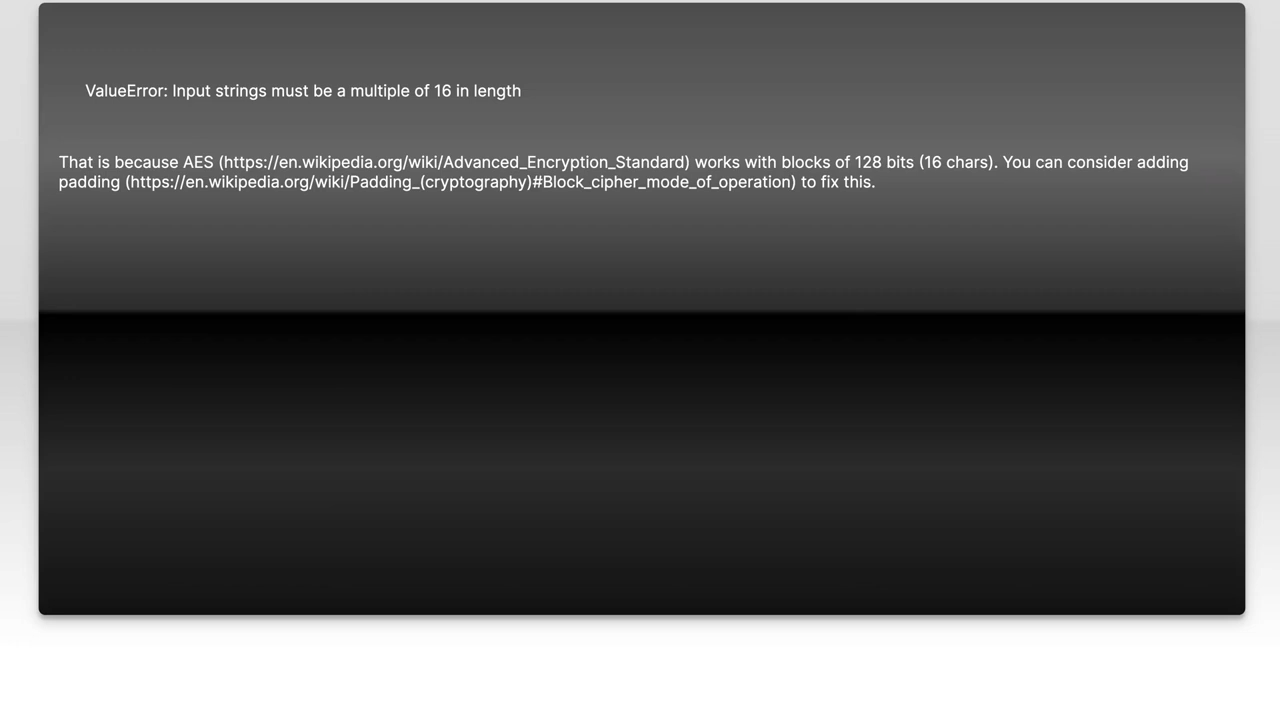 ValueError: Input strings must be a multiple of 16 in length
That is because AES (https://en.wikipedia.org/wiki/Advanced_Encryption_Standard) works with blocks of 128 bits (16 chars). You can consider adding
padding (https://en.wikipedia.org/wiki/Padding_(cryptography)#Block_cipher_mode_of_operation) to fix this.